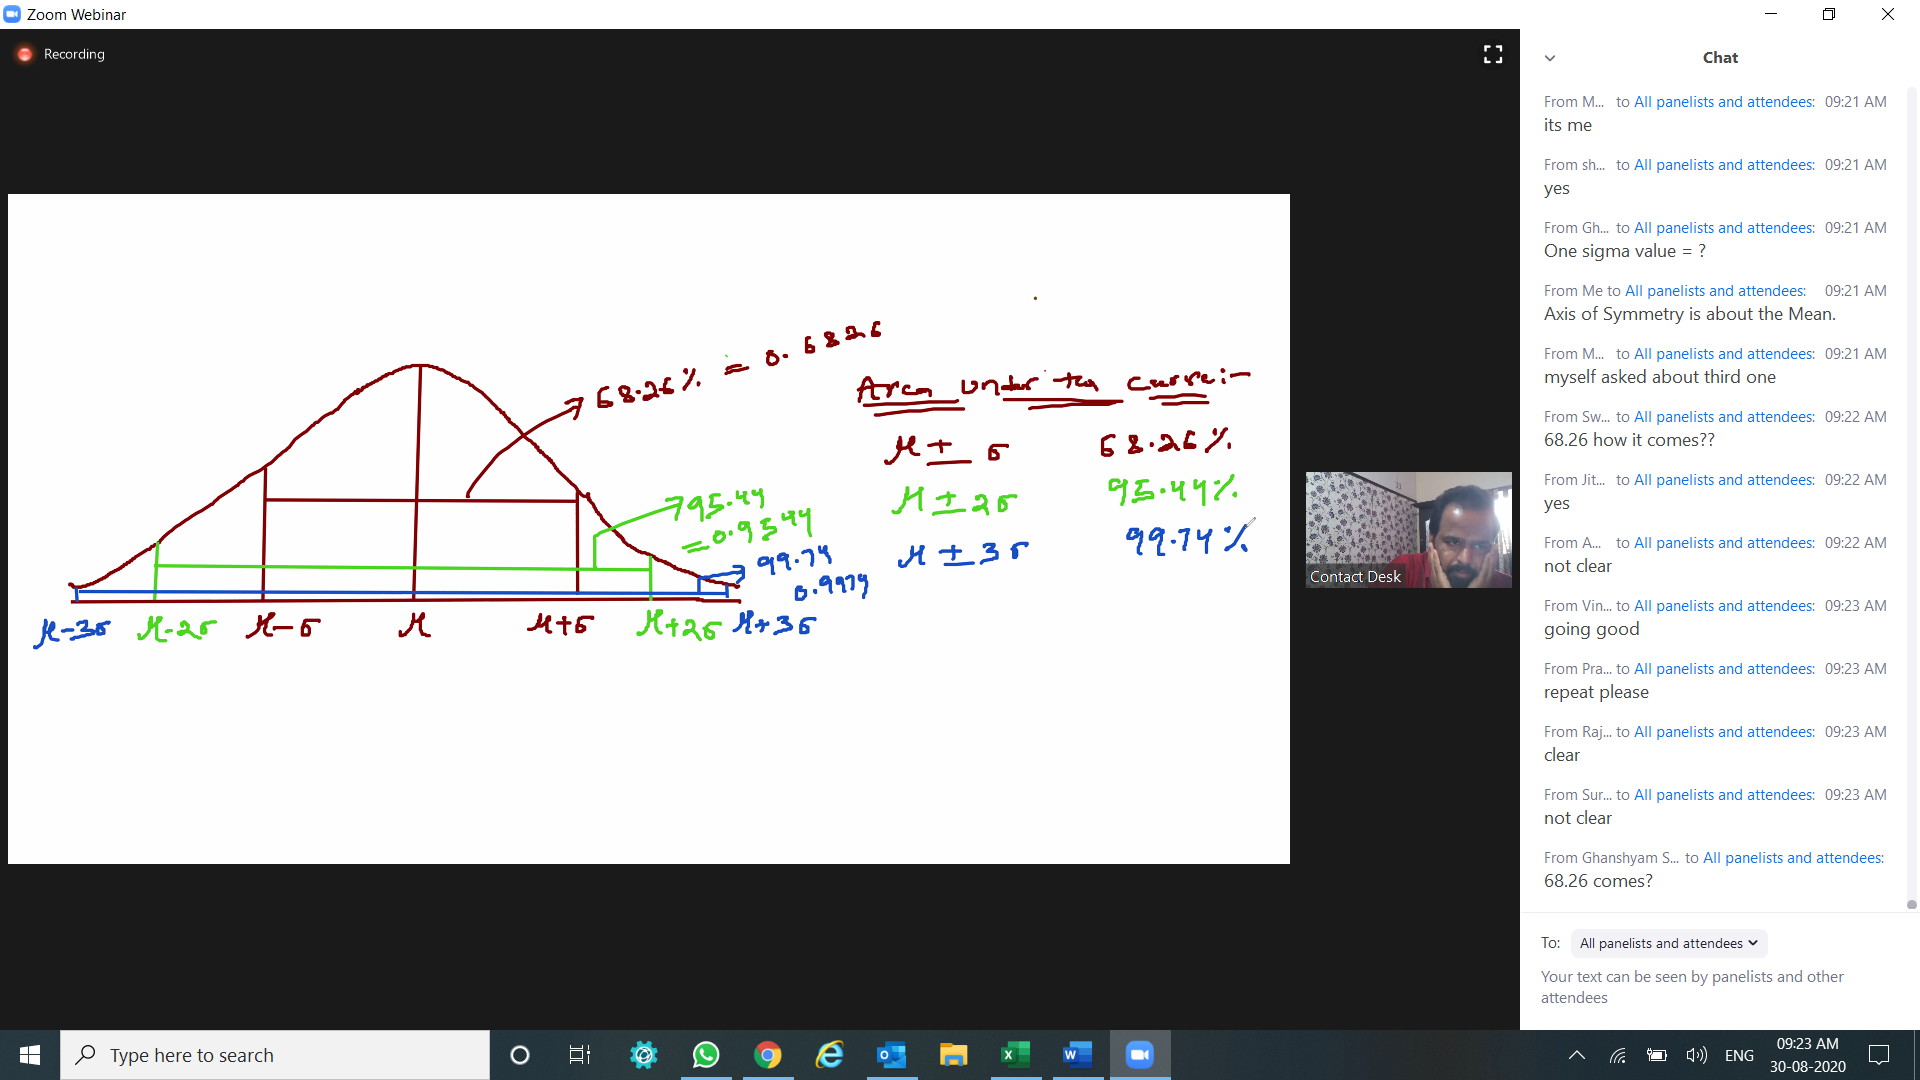 Zoom Webinar
Recording
68.26% = 0.6826
Area under the curve:-
μ ± σ 68.26%
μ ± 2σ 95.44%
μ ± 3σ 99.74%
95.44
= 0.9544
99.74
0.9974
μ-3σ μ-2σ μ-σ μ μ+σ μ+2σ μ+3σ
Contact Desk
Chat
From M... to All panelists and attendees: 09:21 AM
its me
From sh... to All panelists and attendees: 09:21 AM
yes
From Gh... to All panelists and attendees: 09:21 AM
One sigma value = ?
From Me to All panelists and attendees: 09:21 AM
Axis of Symmetry is about the Mean.
From M... to All panelists and attendees: 09:21 AM
myself asked about third one
From Sw... to All panelists and attendees: 09:22 AM
68.26 how it comes??
From Jit... to All panelists and attendees: 09:22 AM
yes
From A... to All panelists and attendees: 09:22 AM
not clear
From Vin... to All panelists and attendees: 09:23 AM
going good
From Pra... to All panelists and attendees: 09:23 AM
repeat please
From Raj... to All panelists and attendees: 09:23 AM
clear
From Sur... to All panelists and attendees: 09:23 AM
not clear
From Ghanshyam S... to All panelists and attendees:
68.26 comes?
To: All panelists and attendees
Your text can be seen by panelists and other
attendees
Type here to search
ENG
09:23 AM
30-08-2020